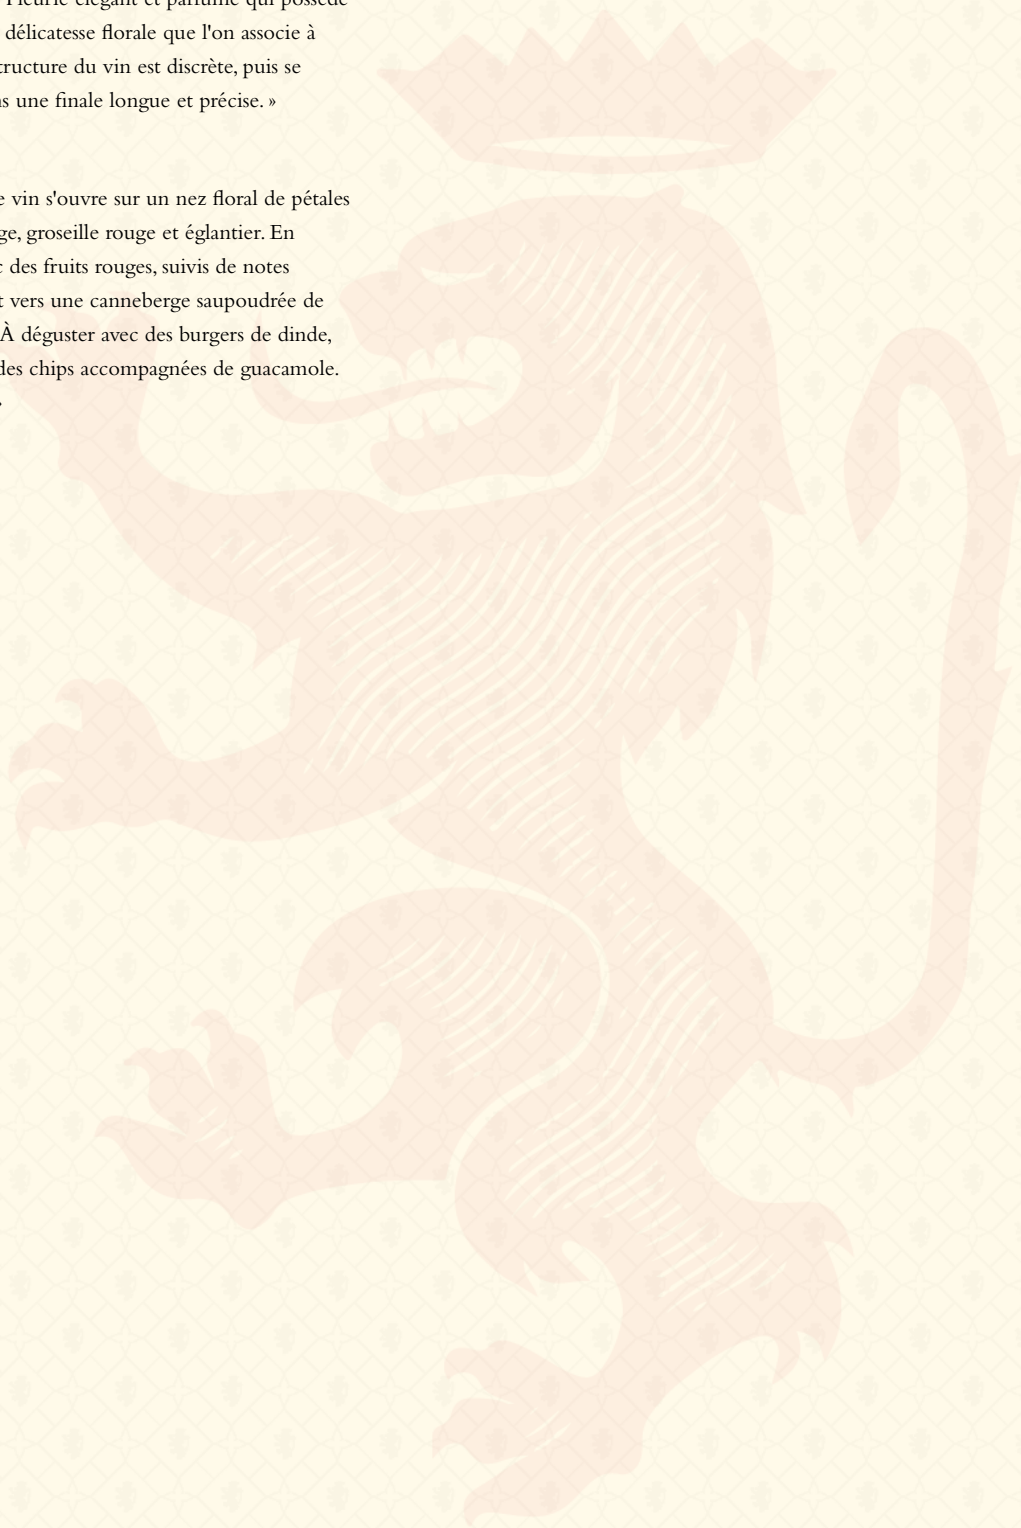 Fleurie élégant et parfumé qui possède
délicatesse florale que l'on associe à
tructure du vin est discrète, puis se
s une finale longue et précise. »
e vin s'ouvre sur un nez floral de pétales
ge, groseille rouge et églantier. En
c des fruits rouges, suivis de notes
t vers une canneberge saupoudrée de
À déguster avec des burgers de dinde,
des chips accompagnées de guacamole.